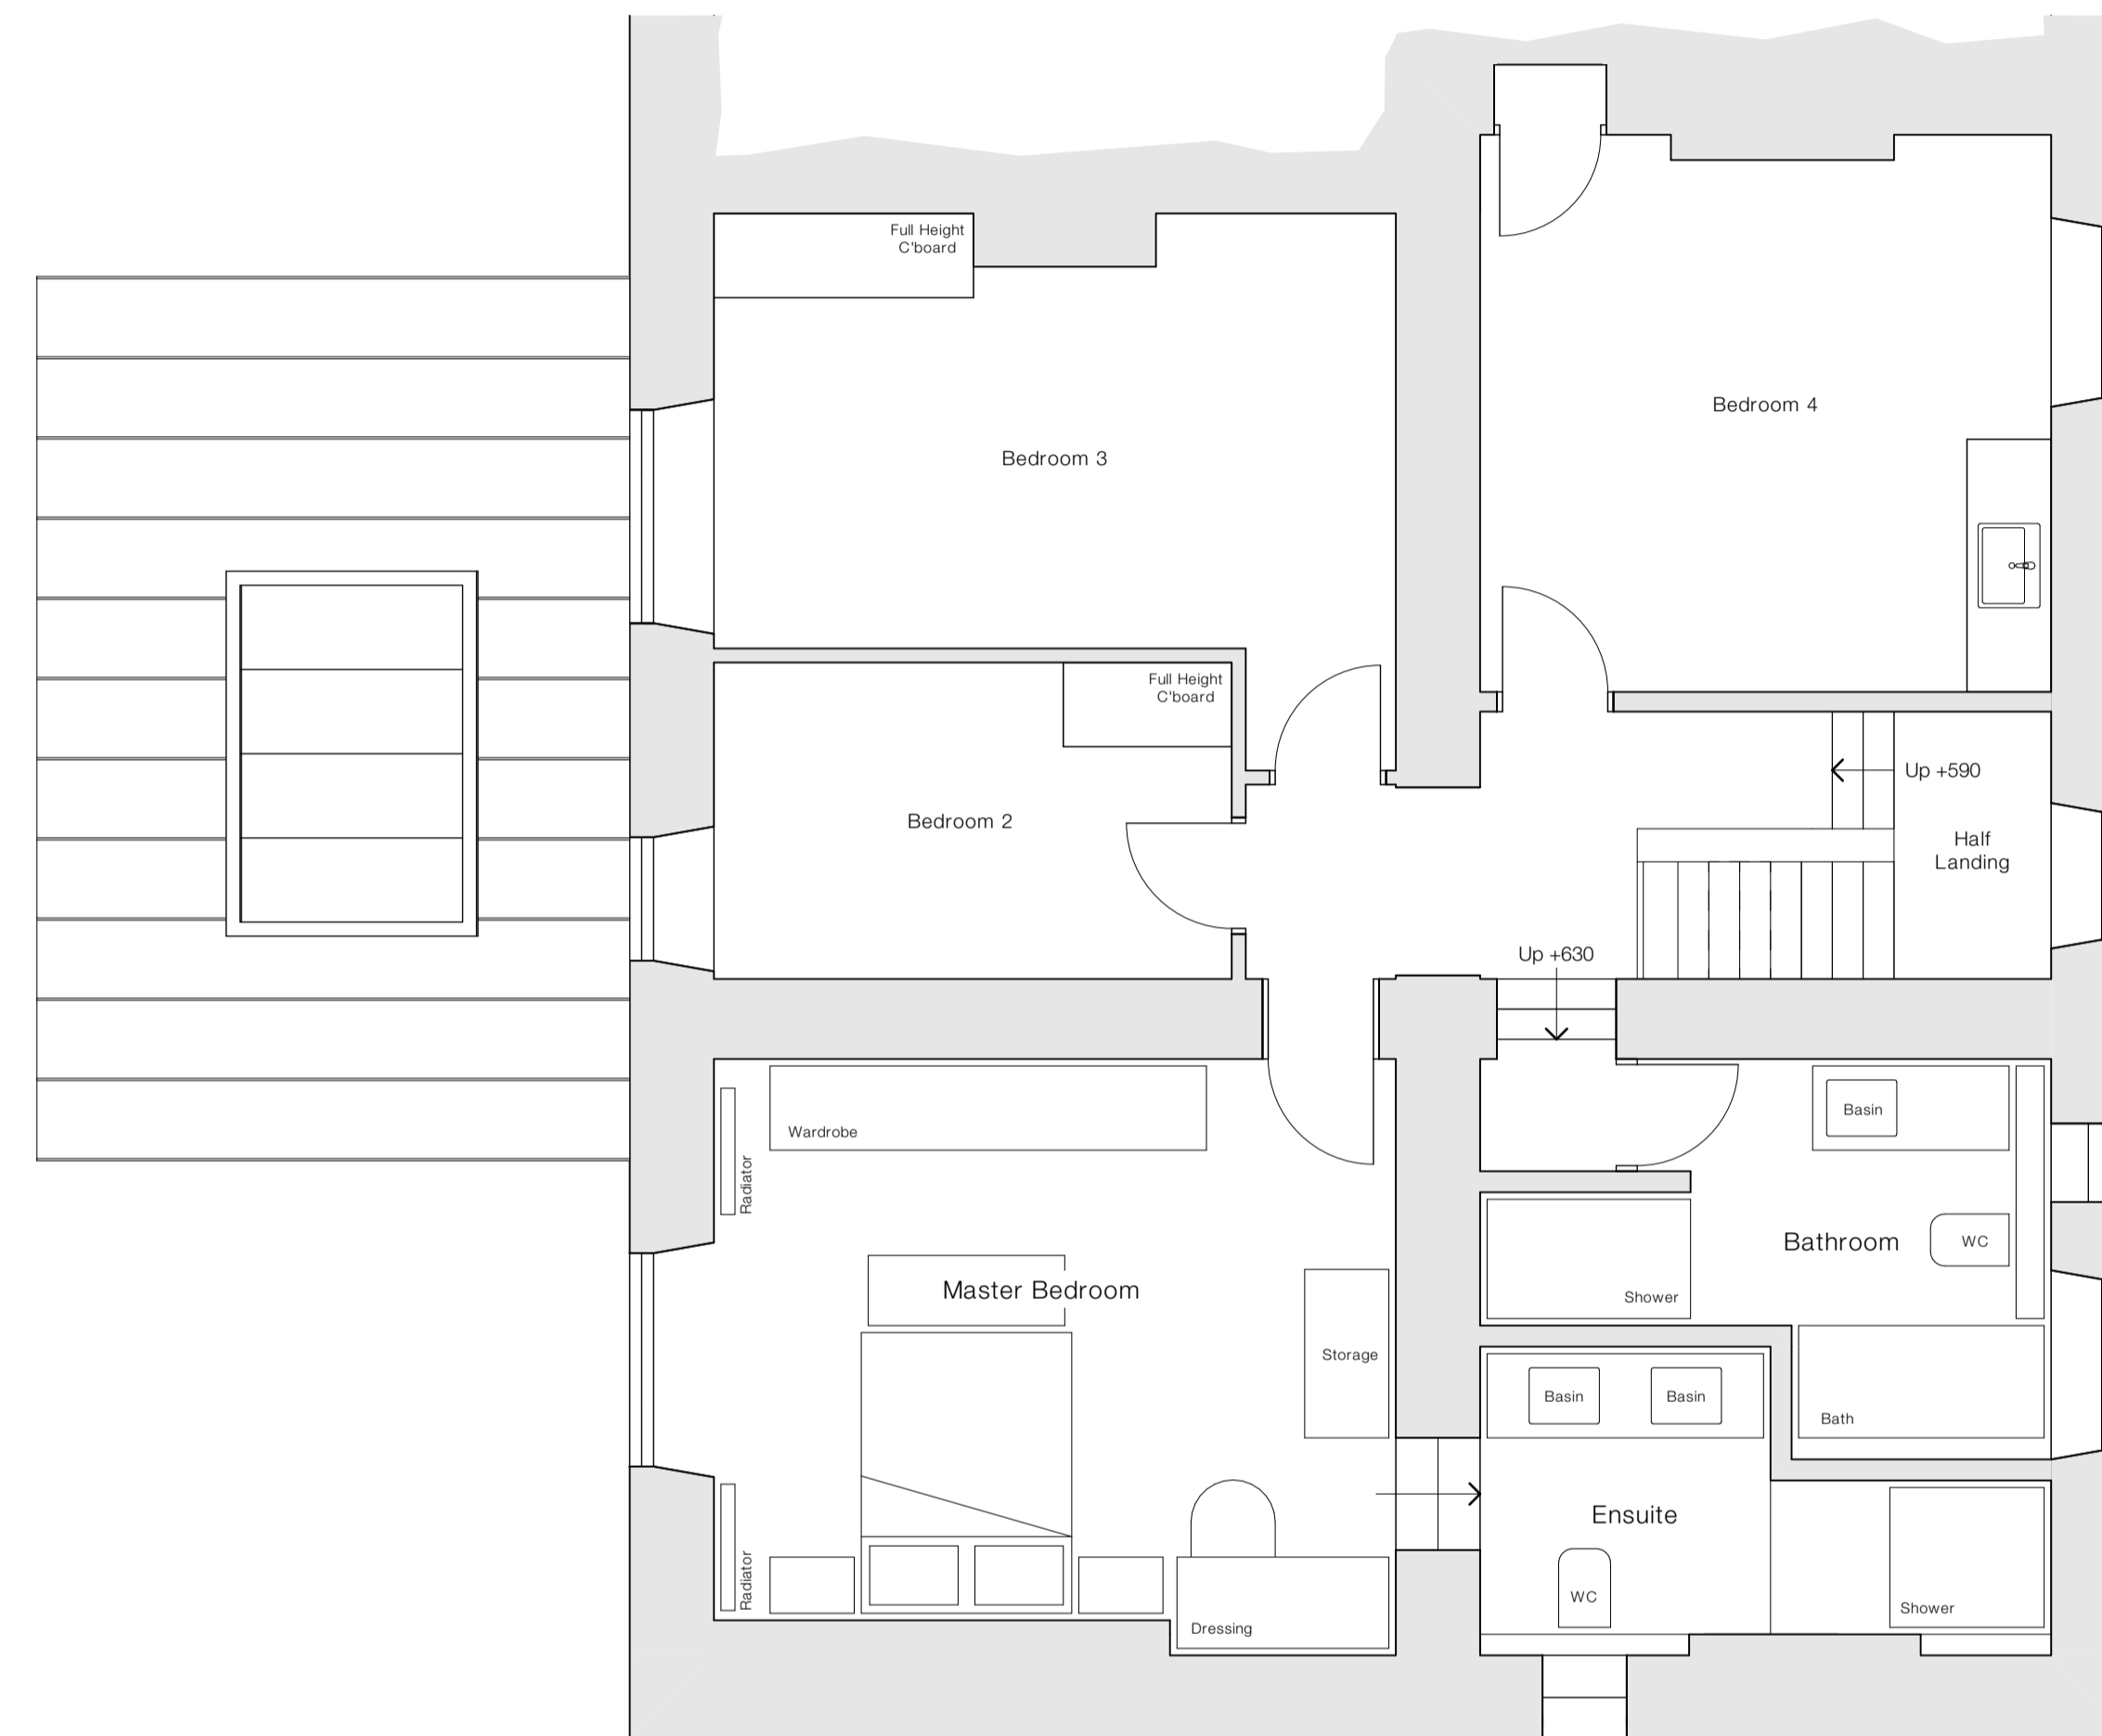 Full Height
C'board
Bedroom 4
Bedroom 3
Full Height
C'board
Up +590
Bedroom 2
Half
Landing
Up +630
Basin
Wardrobe
Radiator
Bathroom
WC
Master Bedroom
Shower
Storage
Basin
Basin
Bath
Ensuite
Radiator
WC
Shower
Dressing